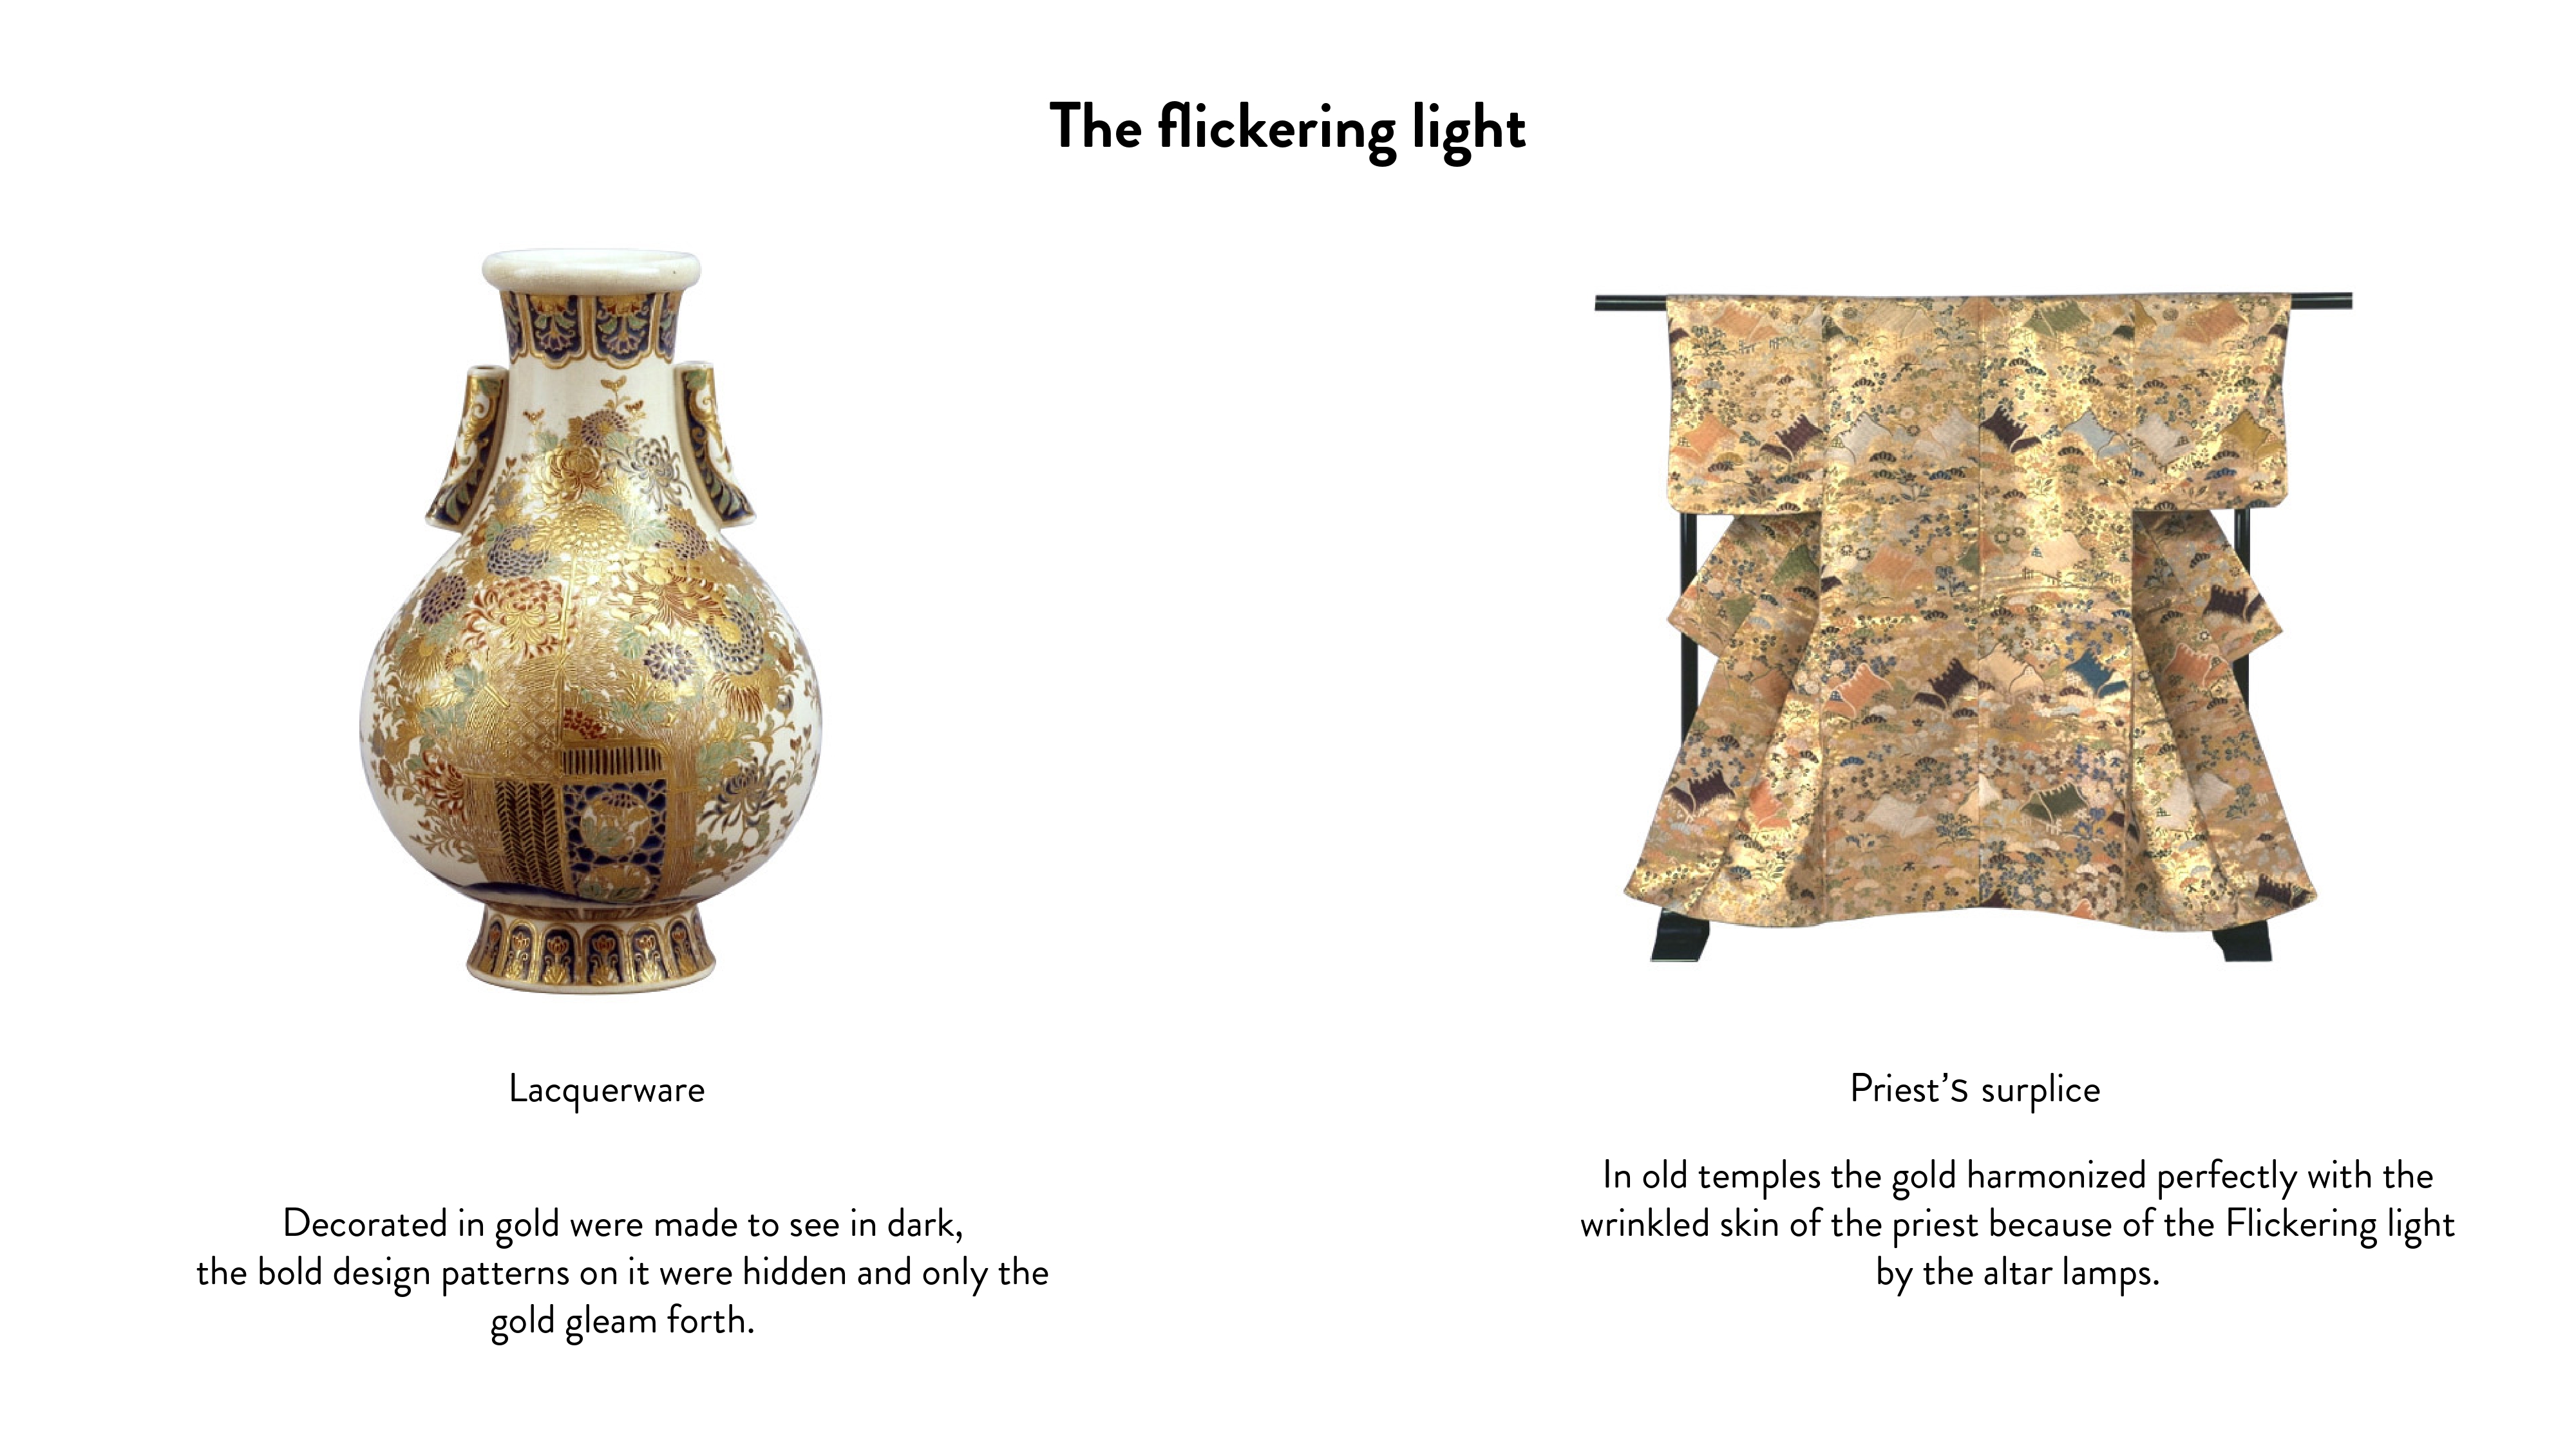 The flickering light
Lacquerware
Decorated in gold were made to see in dark,
the bold design patterns on it were hidden and only the
gold gleam forth.
Priest’s surplice
In old temples the gold harmonized perfectly with the
wrinkled skin of the priest because of the Flickering light
by the altar lamps.